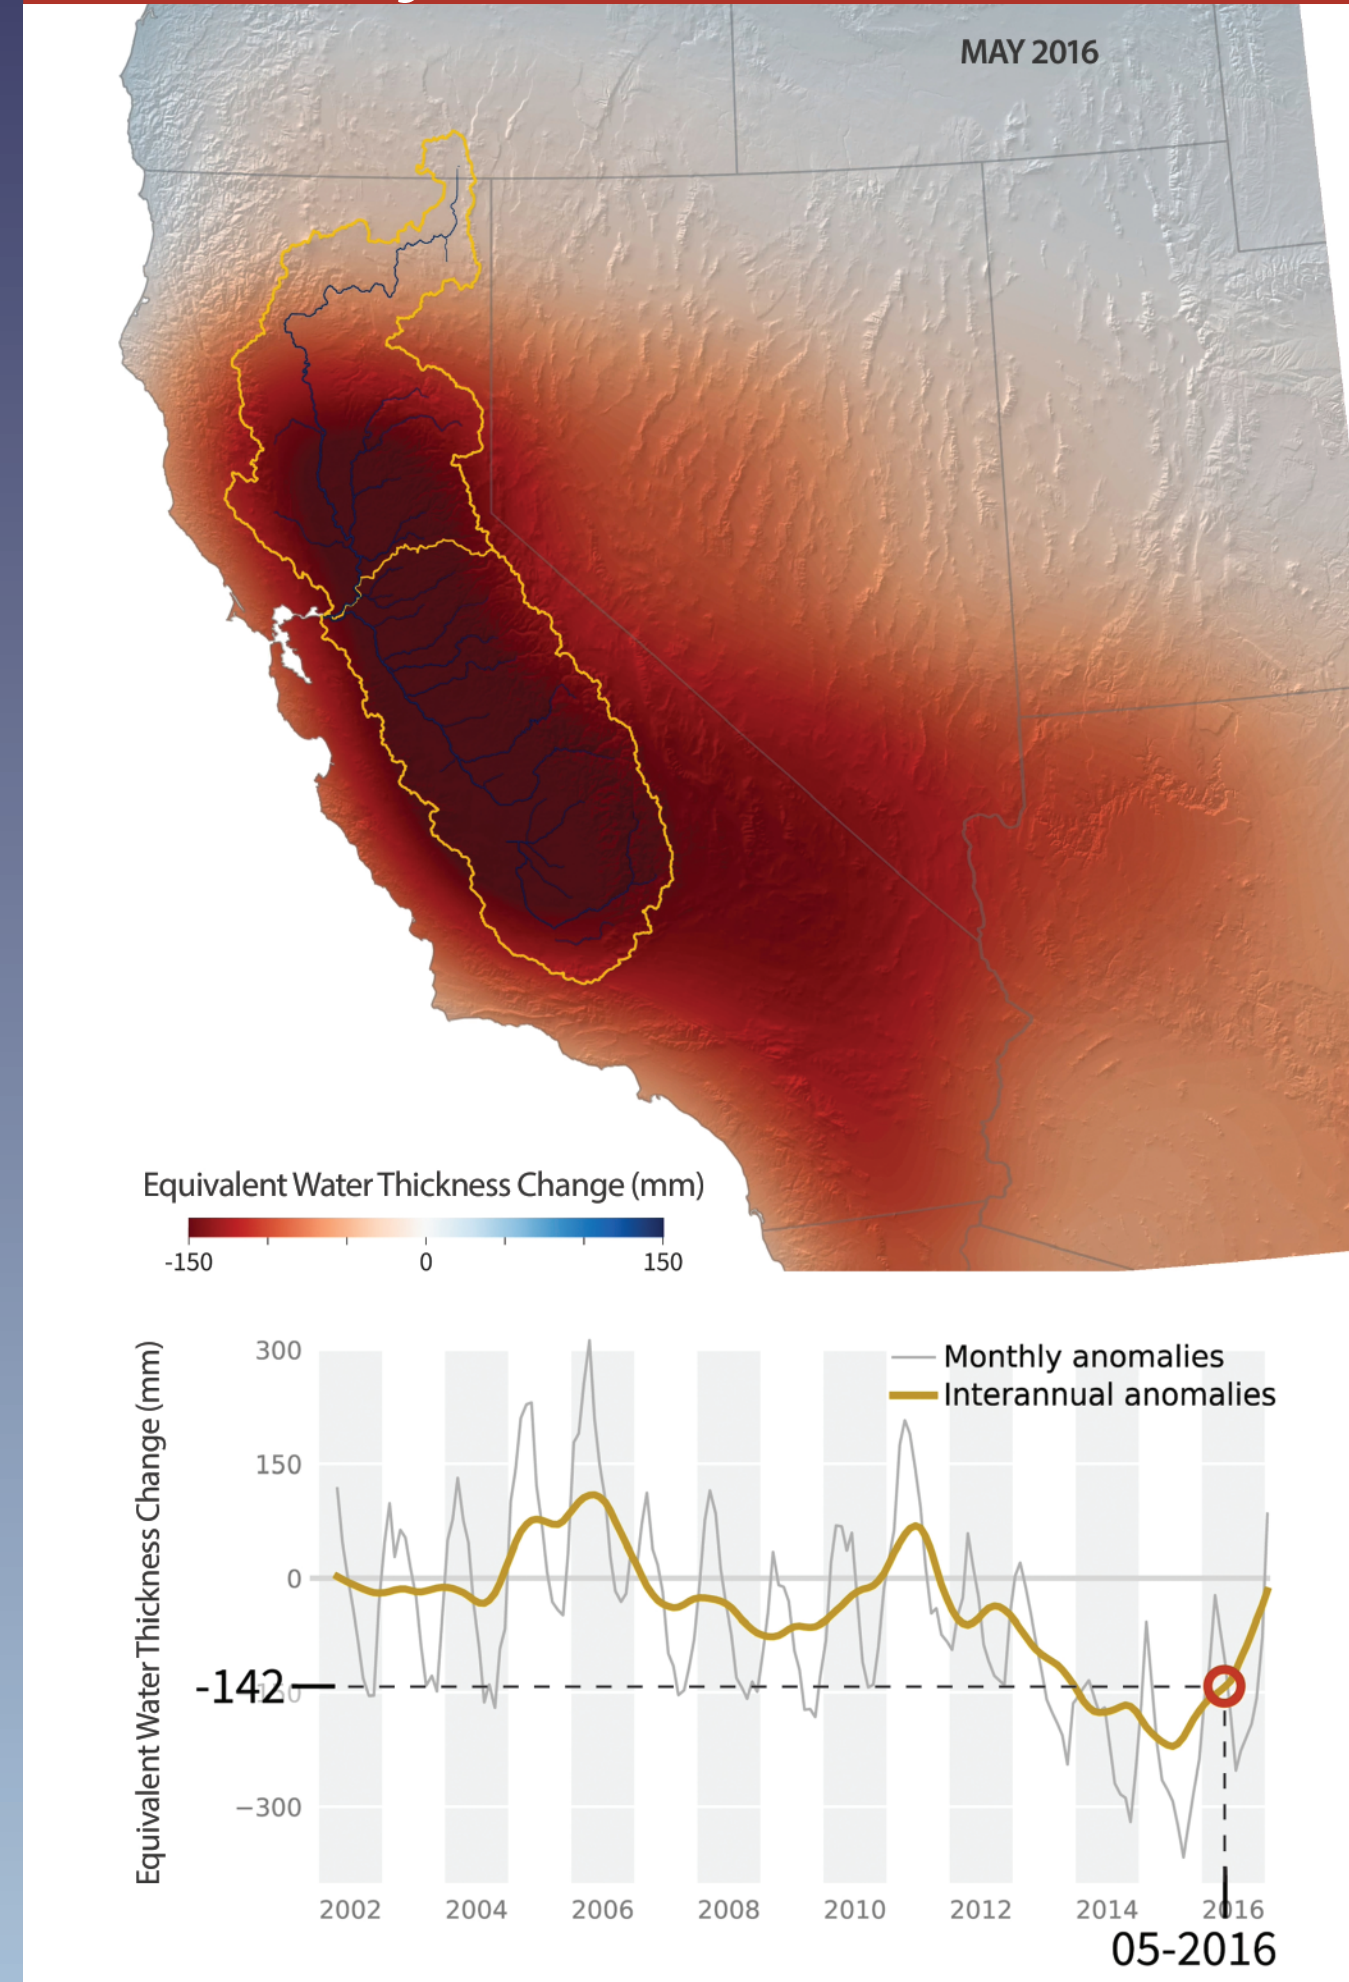 MAY 2016
Equivalent Water Thickness Change (mm)
-150 0 150
Equivalent Water Thickness Change (mm)
300
150
0
-142
−300
Monthly anomalies
Interannual anomalies
2002 2004 2006 2008 2010 2012 2014 2016
05-2016